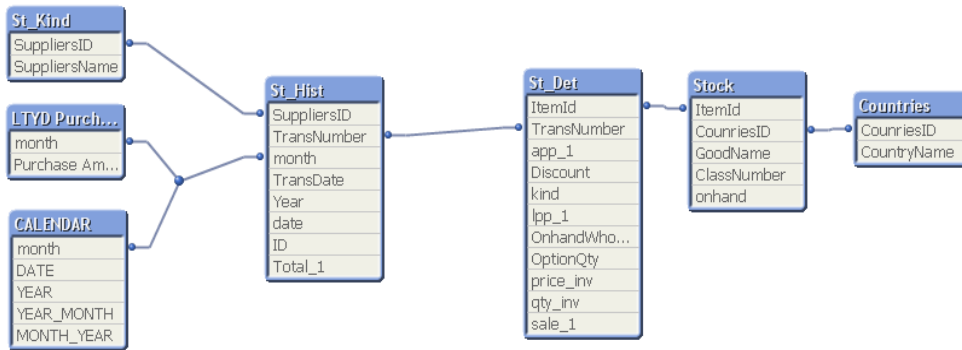 St_Kind
SuppliersID
SuppliersName
LTYD Purch...
month
Purchase Am...
CALENDAR
month
DATE
YEAR
YEAR_MONTH
MONTH_YEAR
St_Hist
SuppliersID
TransNumber
month
TransDate
Year
date
ID
Total_1
St_Det
ItemId
TransNumber
app_1
Discount
kind
lpp_1
OnhandWho...
OptionQty
price_inv
qty_inv
sale_1
Stock
ItemId
CounriesID
GoodName
ClassNumber
onhand
Countries
CounriesID
CountryName